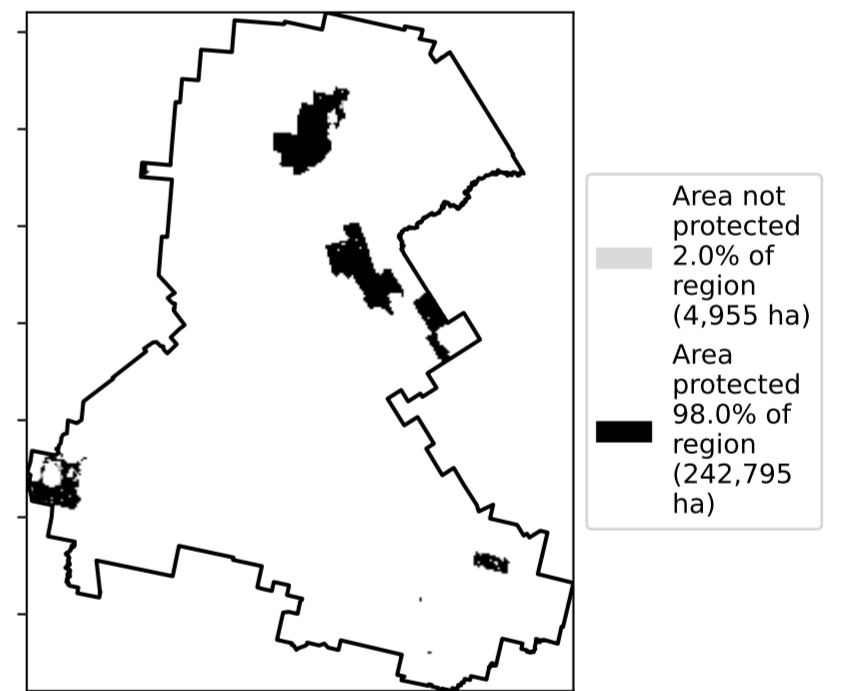 Area not
protected
2.0% of
region
(4,955 ha)
Area
protected
98.0% of
region
(242,795
ha)